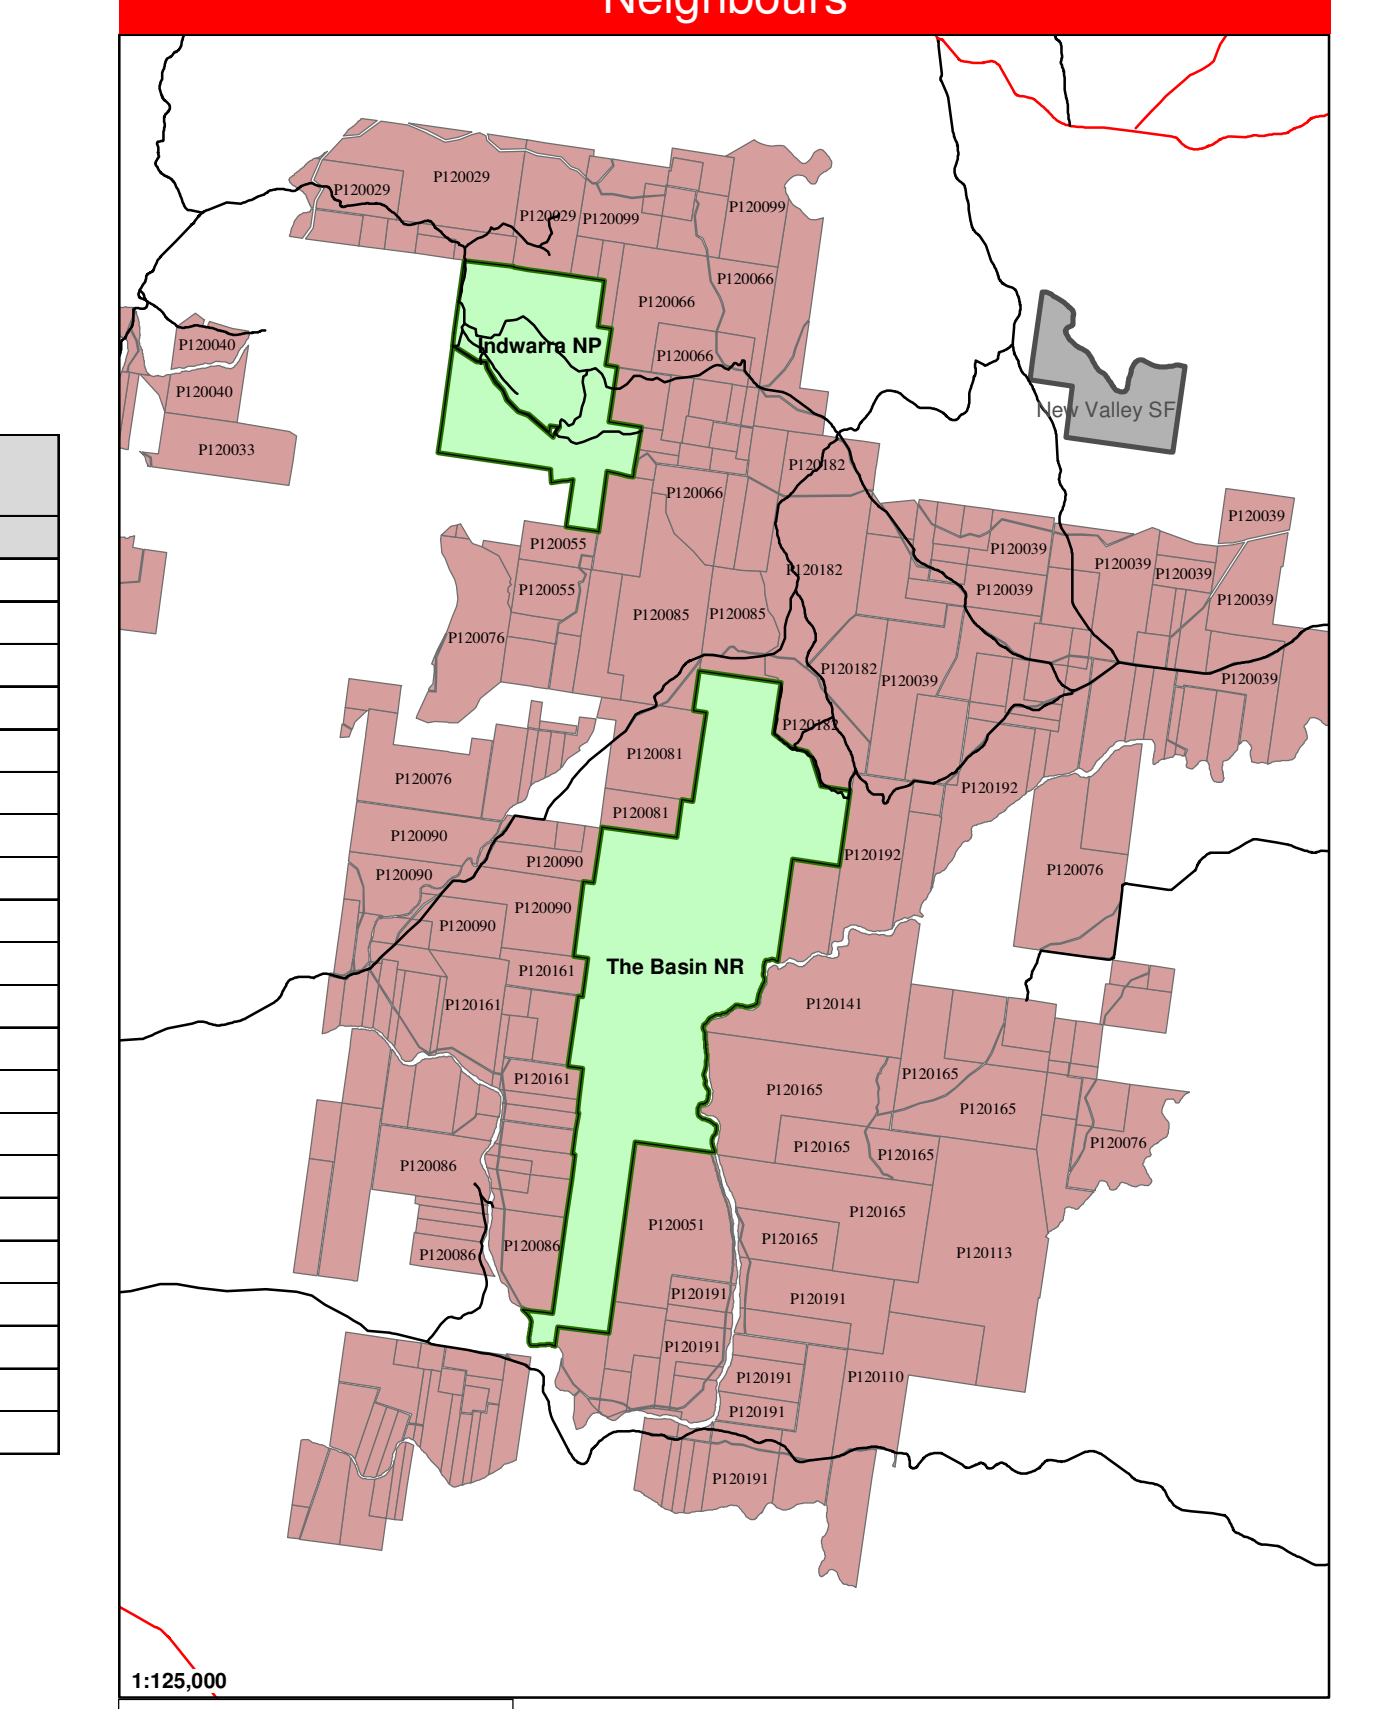 Neighbours
P120029
P120029
P120029
P120099
P120099
P120066
P120066
P120066
Indwarra NP
P120040
P120040
P120033
New Valley SF
P120182
P120066
P120039
P120055
P120039
P120039
P120039
P120182
P120055
P120039
P120039
P120085
P120085
P120076
P120182
P120039
P120039
P120182
P120081
P120076
P120192
P120081
P120090
P120090
P120192
P120076
P120090
P120090
P120090
The Basin NR
P120161
P120161
P120141
P120161
P120165
P120165
P120165
P120165
P120165
P120076
P120086
P120165
P120051
P120165
P120086
P120086
P120113
P120191
P120191
P120191
P120191
P120110
P120191
P120191
1:125,000